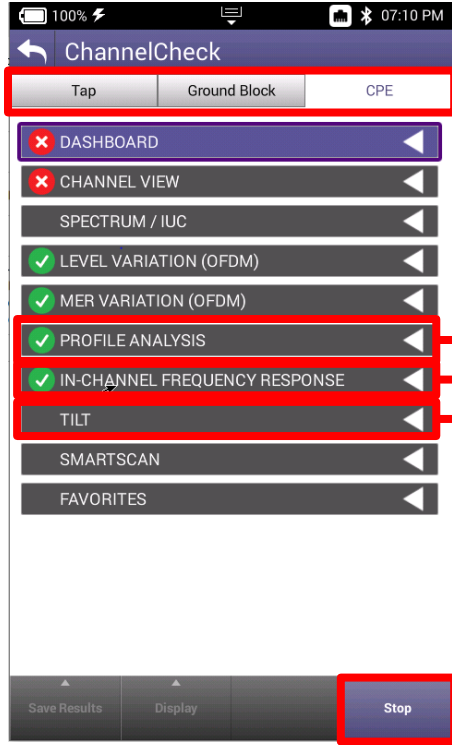 100% 07:10 PM
ChannelCheck
Tap Ground Block CPE
DASHBOARD
CHANNEL VIEW
SPECTRUM / IUC
LEVEL VARIATION (OFDM)
MER VARIATION (OFDM)
PROFILE ANALYSIS
IN-CHANNEL FREQUENCY RESPONSE
TILT
SMARTSCAN
FAVORITES
Save Results Display Stop